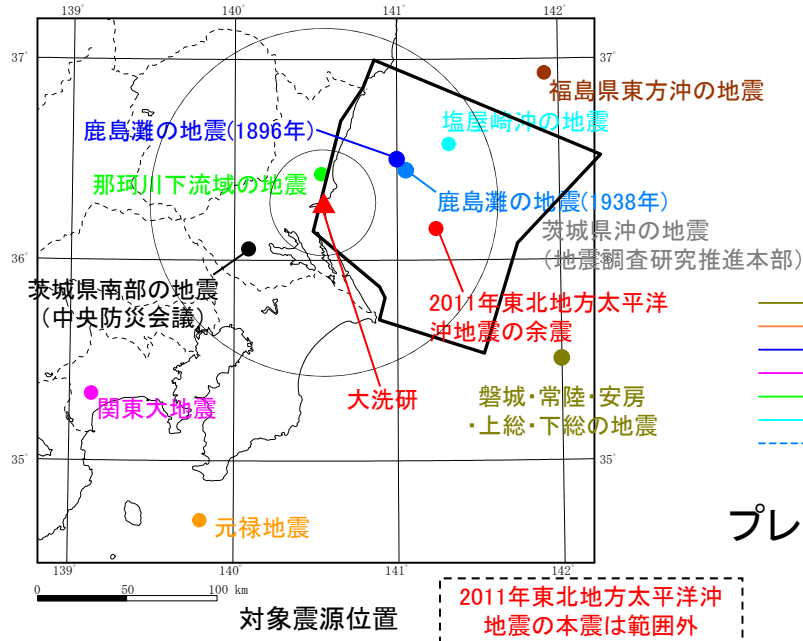 139° 140° 141° 142°
37° 37°
福島県東方沖の地震
塩屋崎沖の地震
鹿島灘の地震(1896年)
那珂川下流域の地震
鹿島灘の地震(1938年)
茨城県沖の地震
(地震調査研究推進本部)
36° 36°
茨城県南部の地震
(中央防災会議)
2011年東北地方太平洋
沖地震の余震
大洗研
関東大地震
磐城・常陸・安房
・上総・下総の地震
35° 35°
元禄地震
プレ
139° 140° 141° 142°
0 50 100 km
対象震源位置
2011年東北地方太平洋沖
地震の本震は範囲外